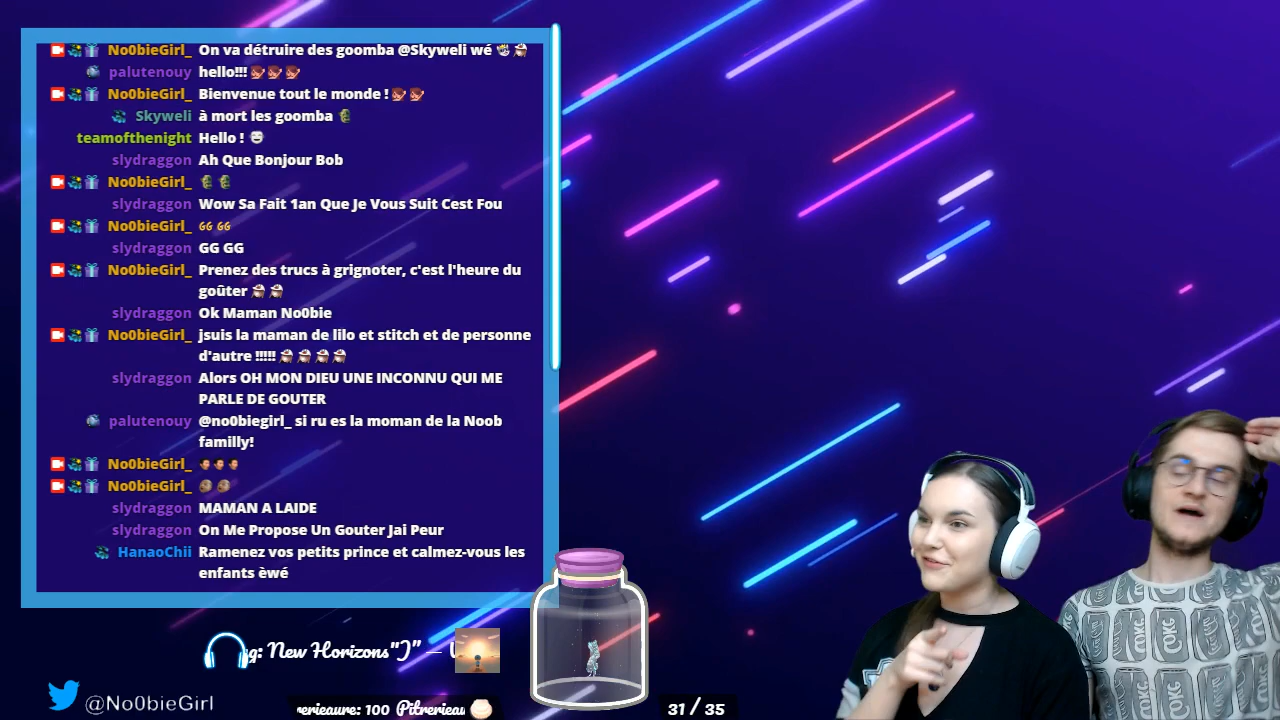 No0bieGirl_ On va détruire des goomba @Skyweli wé
palutenouy hello!!!
No0bieGirl_ Bienvenue tout le monde !
Skyweli à mort les goomba
teamofthenight Hello !
slydraggon Ah Que Bonjour Bob
No0bieGirl_
slydraggon Wow Sa Fait 1an Que Je Vous Suit Cest Fou
No0bieGirl_ GG GG
slydraggon GG GG
No0bieGirl_ Prenez des trucs à grignoter, c'est l'heure du
goûter
slydraggon Ok Maman No0bie
No0bieGirl_ jsuis la maman de lilo et stitch et de personne
d'autre !!!!!
slydraggon Alors OH MON DIEU UNE INCONNU QUI ME
PARLE DE GOUTER
palutenouy @no0biegirl_ si ru es la moman de la Noob
familly!
No0bieGirl_
No0bieGirl_
slydraggon MAMAN A LAIDE
slydraggon On Me Propose Un Gouter Jai Peur
HanaoChii Ramenez vos petits prince et calmez-vous les
enfants èwé
g: New Horizons")" —
@No0bieGirl
rerieaure: 100 (Pitrerieau
31 / 35
COKE